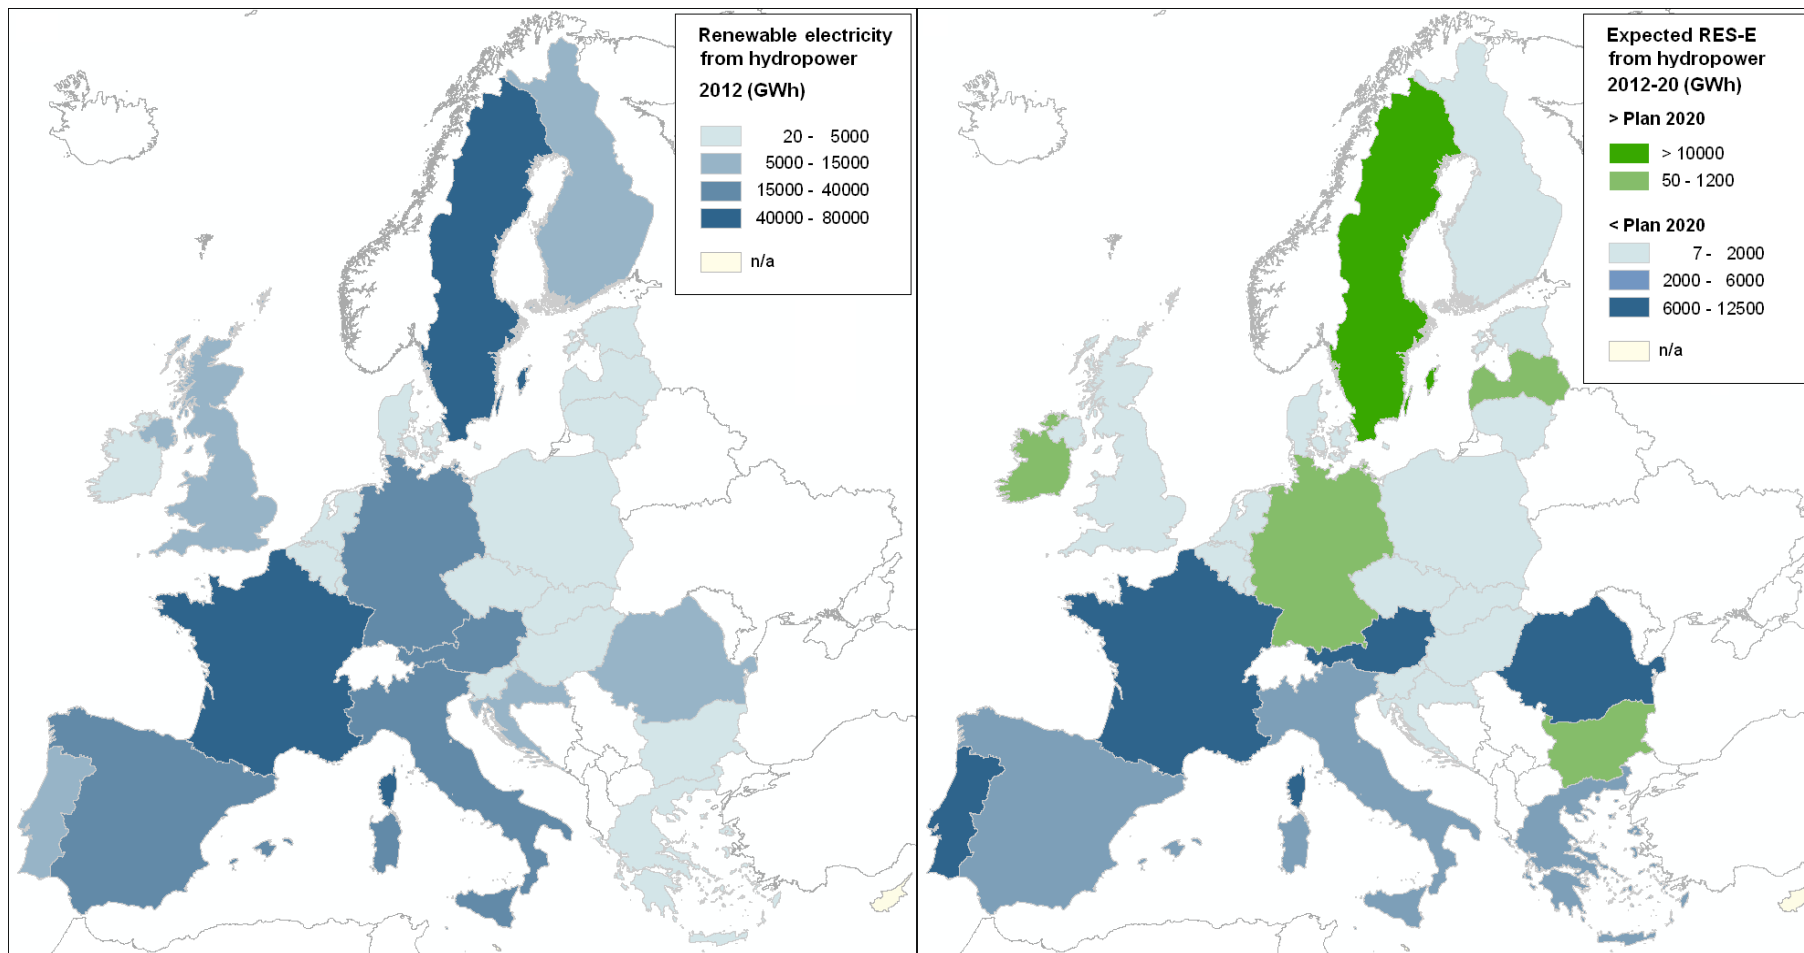 Renewable electricity
from hydropower
2012 (GWh)
20 - 5000
5000 - 15000
15000 - 40000
40000 - 80000
n/a
Expected RES-E
from hydropower
2012-20 (GWh)
> Plan 2020
> 10000
50 - 1200
< Plan 2020
7 - 2000
2000 - 6000
6000 - 12500
n/a